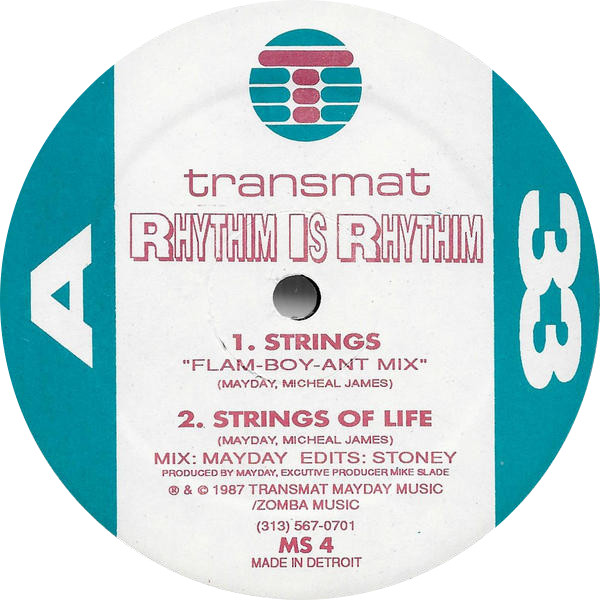 transmat
RHYTHIM IS RHYTHIM
A
33
1. STRINGS
"FLAM-BOY-ANT MIX"
(MAYDAY, MICHEAL JAMES)
2. STRINGS OF LIFE
(MAYDAY, MICHEAL JAMES)
MIX: MAYDAY EDITS: STONEY
PRODUCED BY MAYDAY, EXCUTIVE PRODUCER MIKE SLADE
® & © 1987 TRANSMAT MAYDAY MUSIC
/ZOMBA MUSIC
(313) 567-0701
MS 4
MADE IN DETROIT